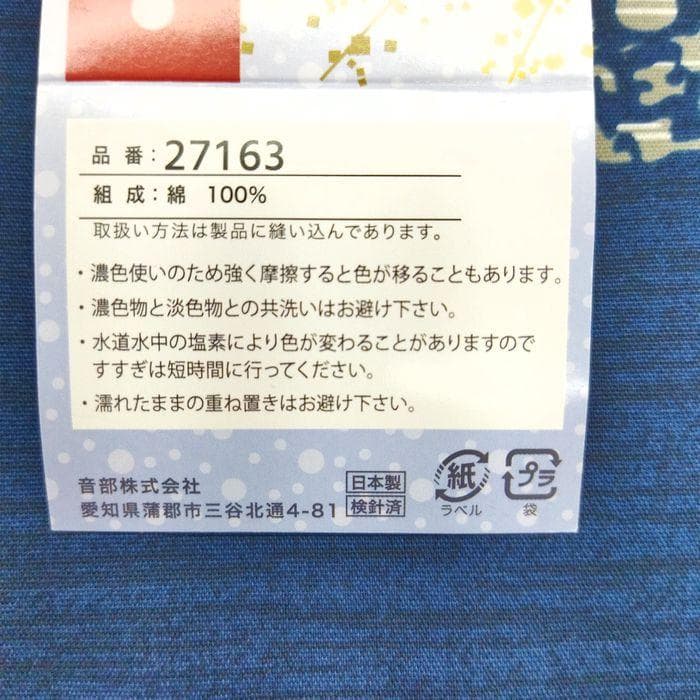 品 番：27163
組 成：綿 100%
取扱い方法は製品に縫い込んであります。
・濃色使いのため強く摩擦すると色が移ることもあります。
・濃色物と淡色物との共洗いはお避け下さい。
・水道水中の塩素により色が変わることがありますので
すすぎは短時間に行ってください。
・濡れたままの重ね置きはお避け下さい。
音部株式会社
愛知県蒲郡市三谷北通4-81
日本製
検針済
紙
ラベル
プラ
袋